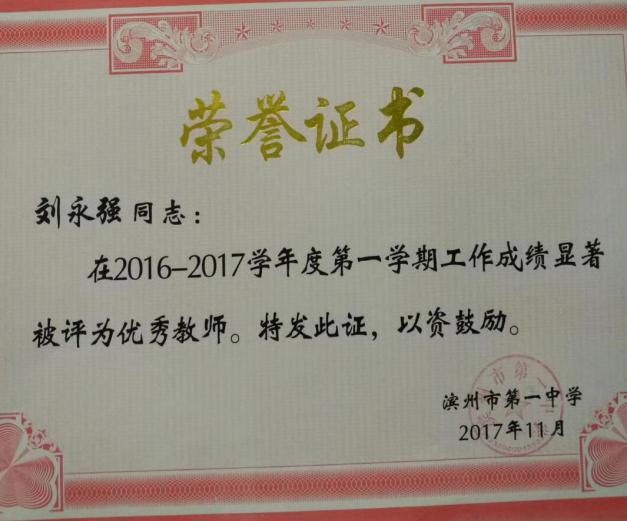 荣誉证书
刘永强同志：
在2016-2017学年度第一学期工作成绩显著
被评为优秀教师。特发此证，以资鼓励。
滨州市第一中学
2017年11月